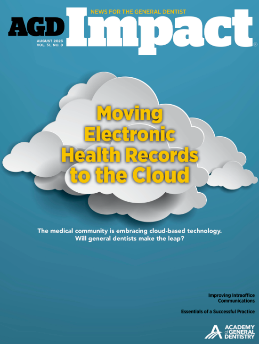 NEWS FOR THE GENERAL DENTIST
AGD Impact
Moving
Electronic
Health Records
to the Cloud
The medical community is embracing cloud-based technology.
Will general dentists make the leap?
Improving Interoffice
Communications
Essentials of a Successful Practice
ACADEMY
of GENERAL
DENTISTRY